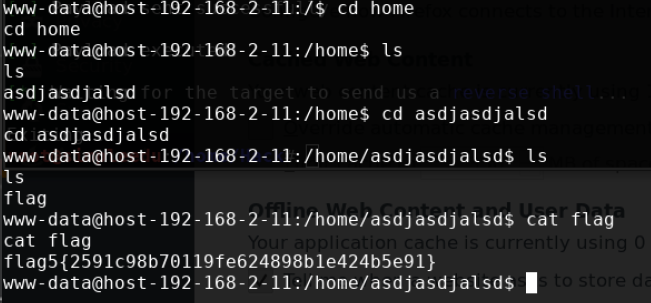 www-data@host-192-168-2-11:/$ cd home
cd home
www-data@host-192-168-2-11:/home$ ls
ls
asdjasdjalsd
for the target to send us a reverse shell...
www-data@host-192-168-2-11:/home$ cd asdjasdjalsd
cd asdjasdjalsd
www-data@host-192-168-2-11:/home/asdjasdjalsd$ ls
ls
flag
Offline Web Content and User Data
www-data@host-192-168-2-11:/home/asdjasdjalsd$ cat flag
cat flag
Your application cache is currently using 0
flag5{2591c98b70119fe624898b1e424b5e91}
www-data@host-192-168-2-11:/home/asdjasdjalsd$
to store da